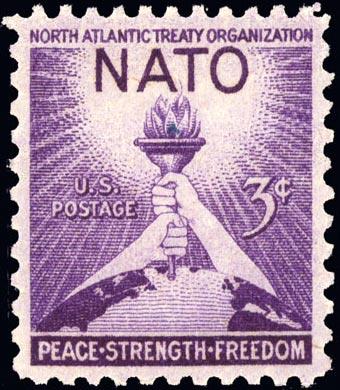 NORTH ATLANTIC TREATY ORGANIZATION
NATO
U.S.
POSTAGE
3¢
PEACE·STRENGTH·FREEDOM